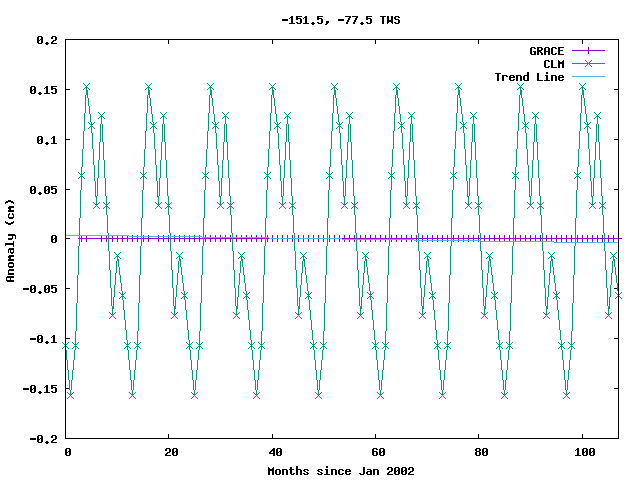 -151.5, -77.5 TWS
GRACE
CLM
Trend Line
0.2
0.15
0.1
0.05
0
-0.05
-0.1
-0.15
-0.2
Anomaly (cm)
0 20 40 60 80 100
Months since Jan 2002